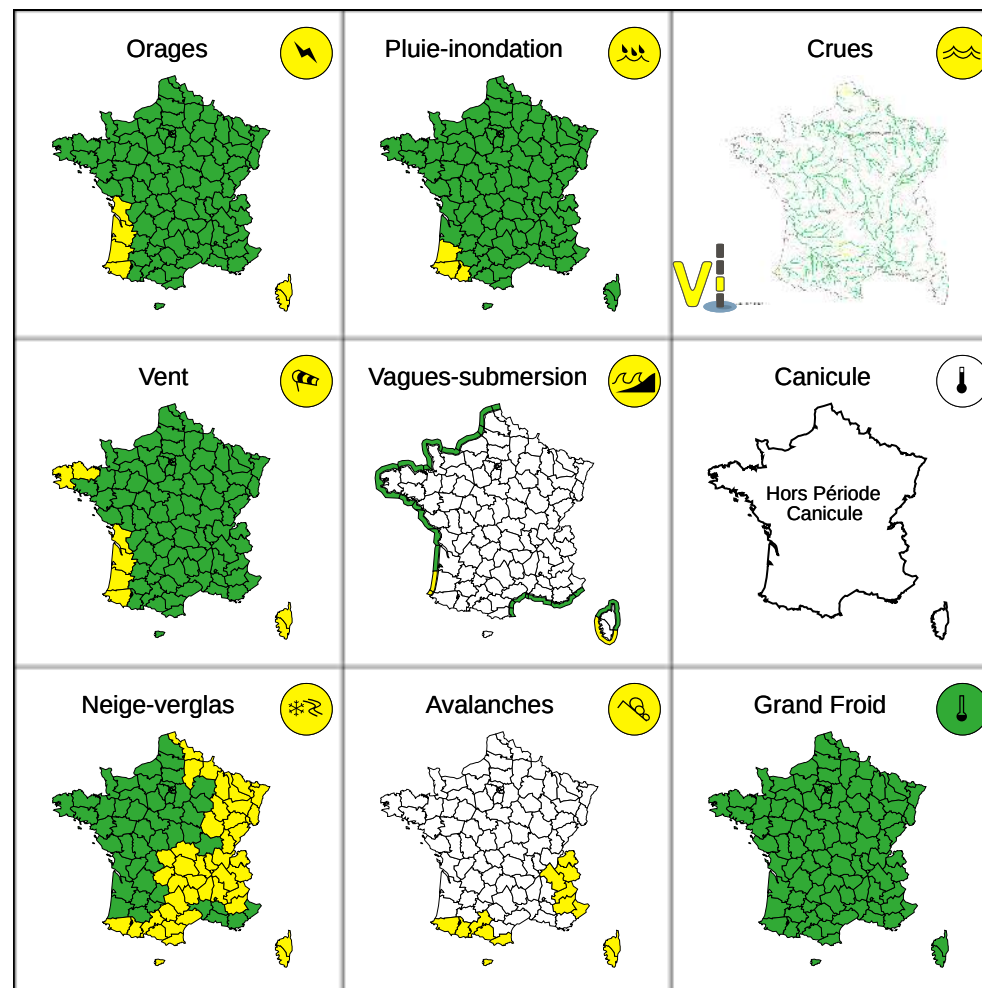 Orages
Pluie-inondation
Crues
Vent
Vagues-submersion
Canicule
Hors Période
Canicule
Neige-verglas
Avalanches
Grand Froid